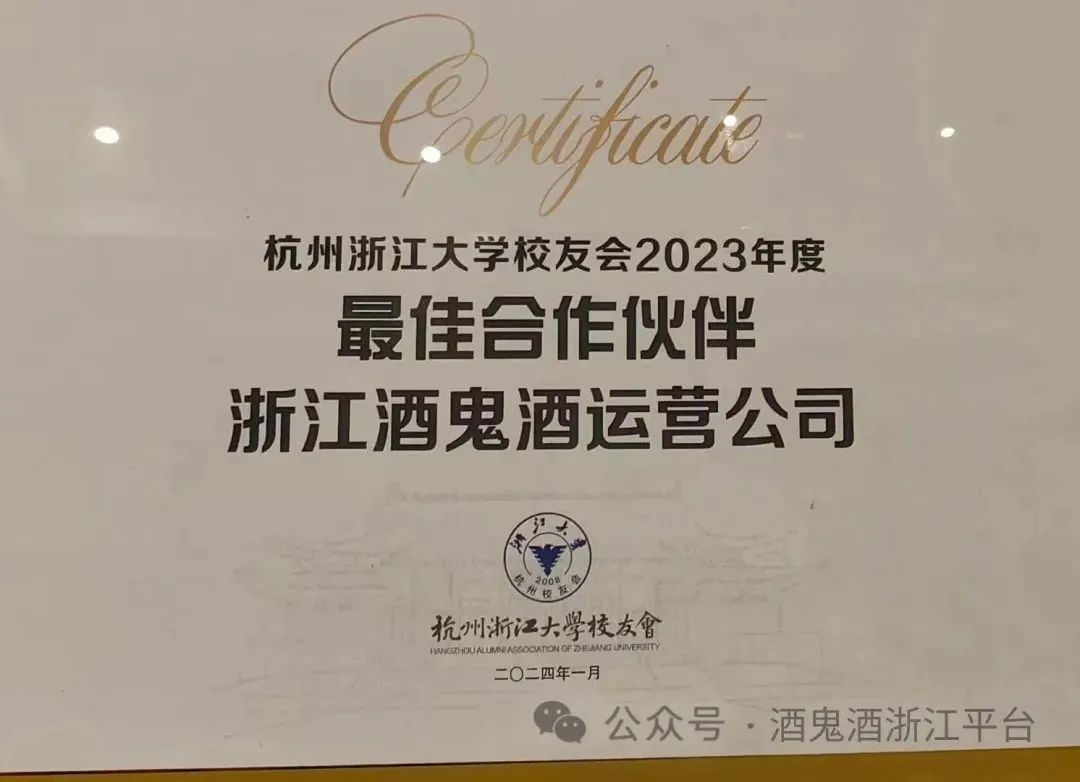 Certificate
杭州浙江大学校友会2023年度
最佳合作伙伴
浙江酒鬼酒运营公司
浙江大學
2008
杭州校友会
杭州浙江大學校友會
HANGZHOU ALUMNI ASSOCIATION OF ZHEJIANG UNIVERSITY
二〇二四年一月
公众号 · 酒鬼酒浙江平台